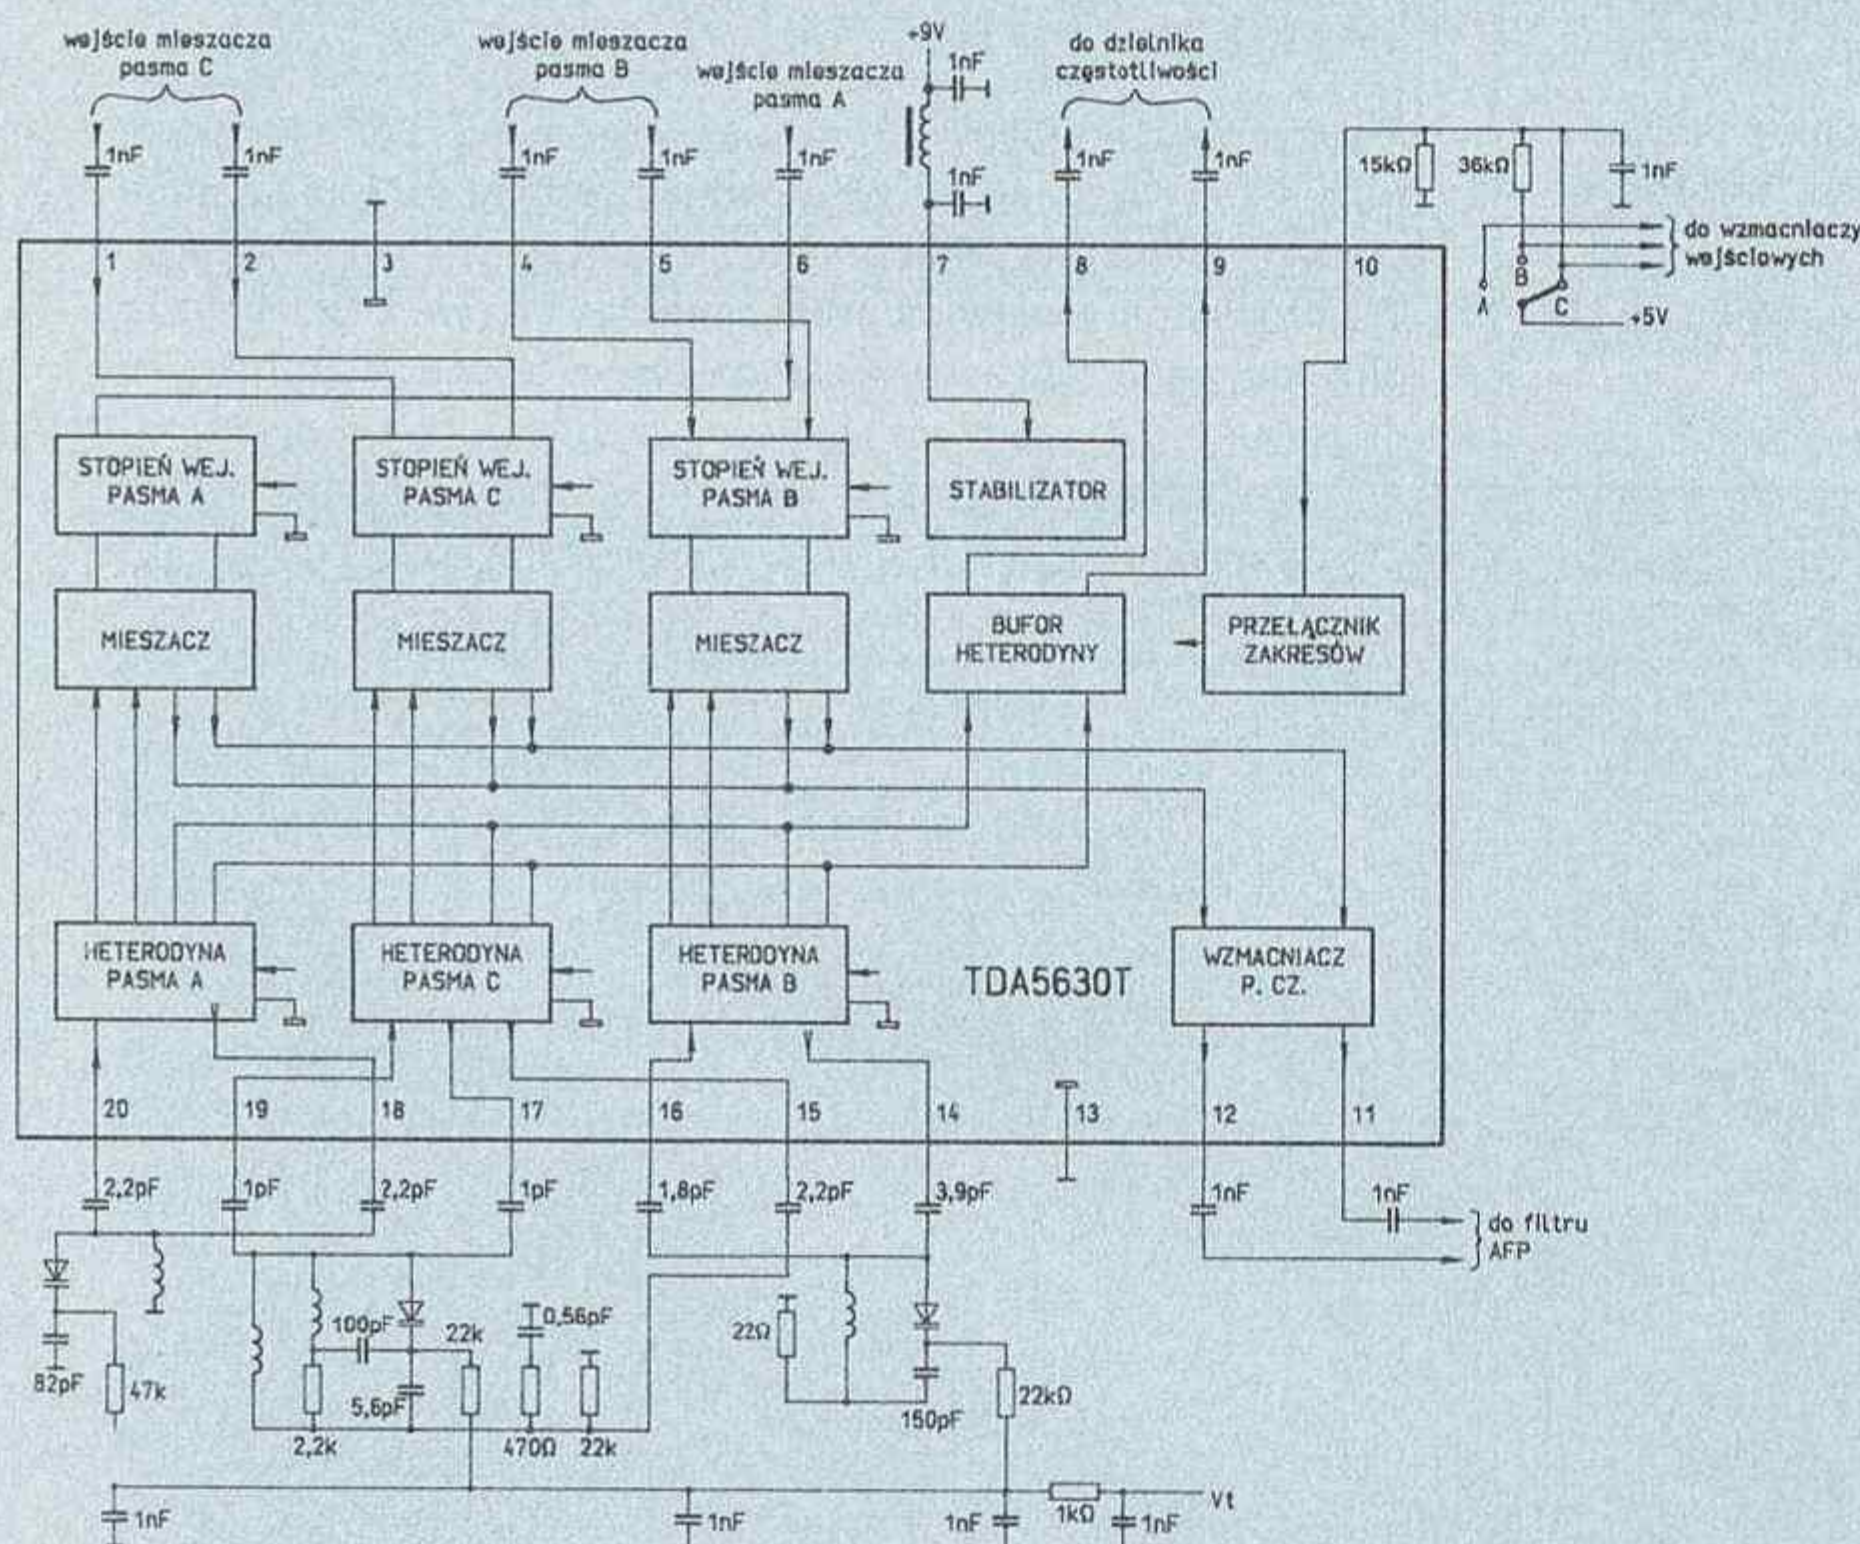 wejście mieszacza
pasma C
wejście mieszacza
pasma B
wejście mieszacza
pasma A
+9V
do dzielnika
częstotliwości
1nF
1nF
1nF
1nF
1nF
1nF
1nF
1nF
1nF
15kΩ
36kΩ
1nF
do wzmacniaczy
wejściowych
A
B
C
+5V
1
2
3
4
5
6
7
8
9
10
STOPIEŃ WEJ.
PASMA A
STOPIEŃ WEJ.
PASMA C
STOPIEŃ WEJ.
PASMA B
STABILIZATOR
MIESZACZ
MIESZACZ
MIESZACZ
BUFOR
HETERODYNY
PRZEŁĄCZNIK
ZAKRESÓW
HETERODYNA
PASMA A
HETERODYNA
PASMA C
HETERODYNA
PASMA B
TDA5630T
WZMACNIACZ
P. CZ.
20
19
18
17
16
15
14
13
12
11
2,2pF
1pF
2,2pF
1pF
1,8pF
2,2pF
3,9pF
1nF
1nF
do filtru
AFP
82pF
47k
100pF
22k
0,56pF
5,6pF
2,2k
470Ω
22k
22Ω
150pF
22kΩ
1nF
1nF
1nF
1kΩ
1nF
Vt